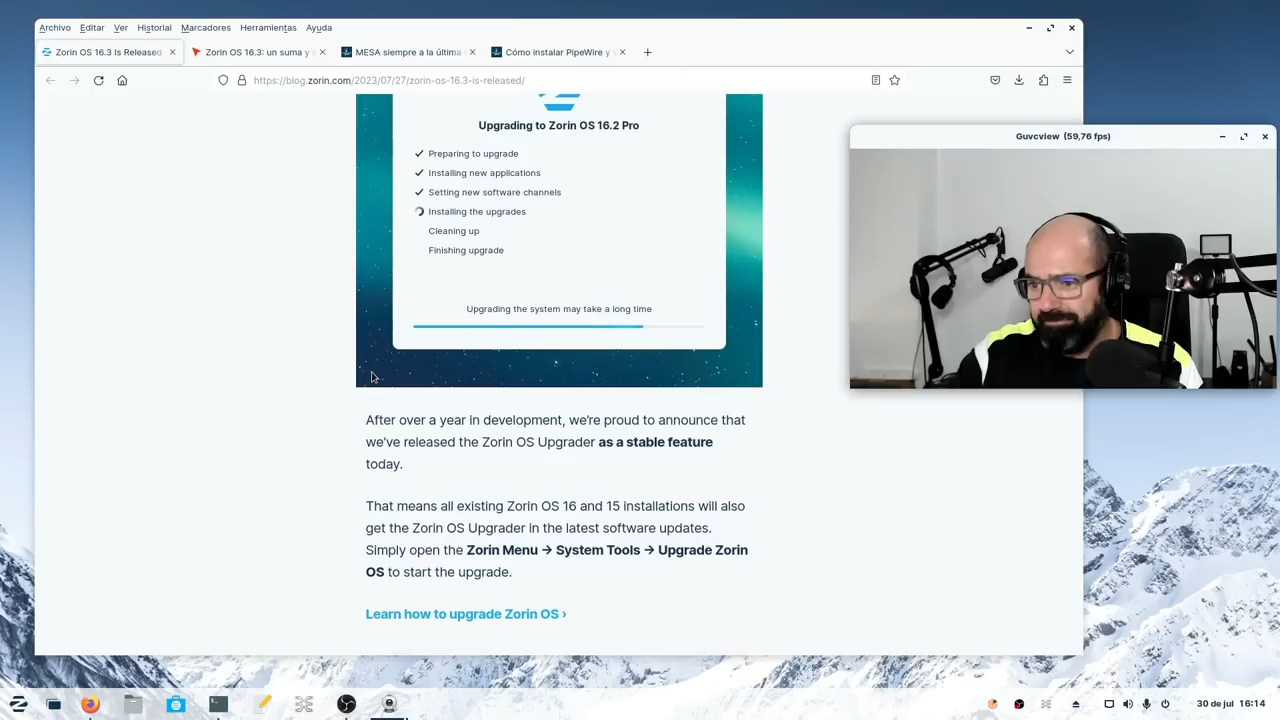 Archivo Editar Ver Historial Marcadores Herramientas Ayuda
Zorin OS 16.3 Is Released
Zorin OS 16.3: un suma y
MESA siempre a la última
Cómo instalar PipeWire y
https://blog.zorin.com/2023/07/27/zorin-os-16.3-is-released/
Upgrading to Zorin OS 16.2 Pro
Preparing to upgrade
Installing new applications
Setting new software channels
Installing the upgrades
Cleaning up
Finishing upgrade
Upgrading the system may take a long time
Guvcview (59,76 fps)
After over a year in development, we’re proud to announce that
we’ve released the Zorin OS Upgrader as a stable feature
today.
That means all existing Zorin OS 16 and 15 installations will also
get the Zorin OS Upgrader in the latest software updates.
Simply open the Zorin Menu → System Tools → Upgrade Zorin
OS to start the upgrade.
Learn how to upgrade Zorin OS ›
30 de jul 16:14